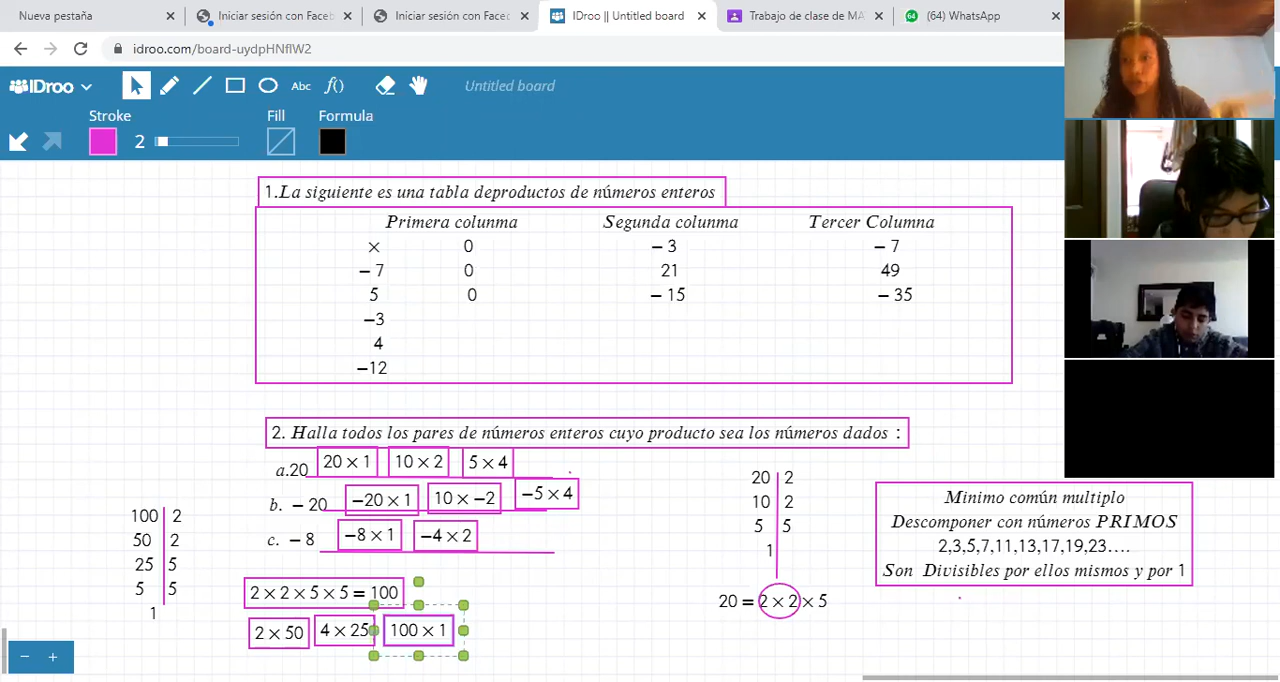 Nueva pestaña
Iniciar sesión con Faceb
Iniciar sesión con Facec
IDroo || Untitled board
Trabajo de clase de MA
(64) WhatsApp
idroo.com/board-uydpHNflW2
IDroo
Abc
f()
Untitled board
Stroke
Fill
Formula
2
1.La siguiente es una tabla deproductos de números enteros
Primera colunma Segunda colunma Tercer Columna
× 0 − 3 − 7
− 7 0 21 49
5 0 − 15 − 35
−3
4
−12
2. Halla todos los pares de números enteros cuyo producto sea los números dados :
a.20 20 × 1 10 × 2 5 × 4
b. − 20 −20 × 1 10 × −2 −5 × 4
c. − 8 −8 × 1 −4 × 2
100 2
50 2
25 5
5 5
1
2 × 2 × 5 × 5 = 100
2 × 50 4 × 25 100 × 1
20 2
10 2
5 5
1
20 = 2 × 2 × 5
Minimo común multiplo
Descomponer con números PRIMOS
2,3,5,7,11,13,17,19,23....
Son Divisibles por ellos mismos y por 1